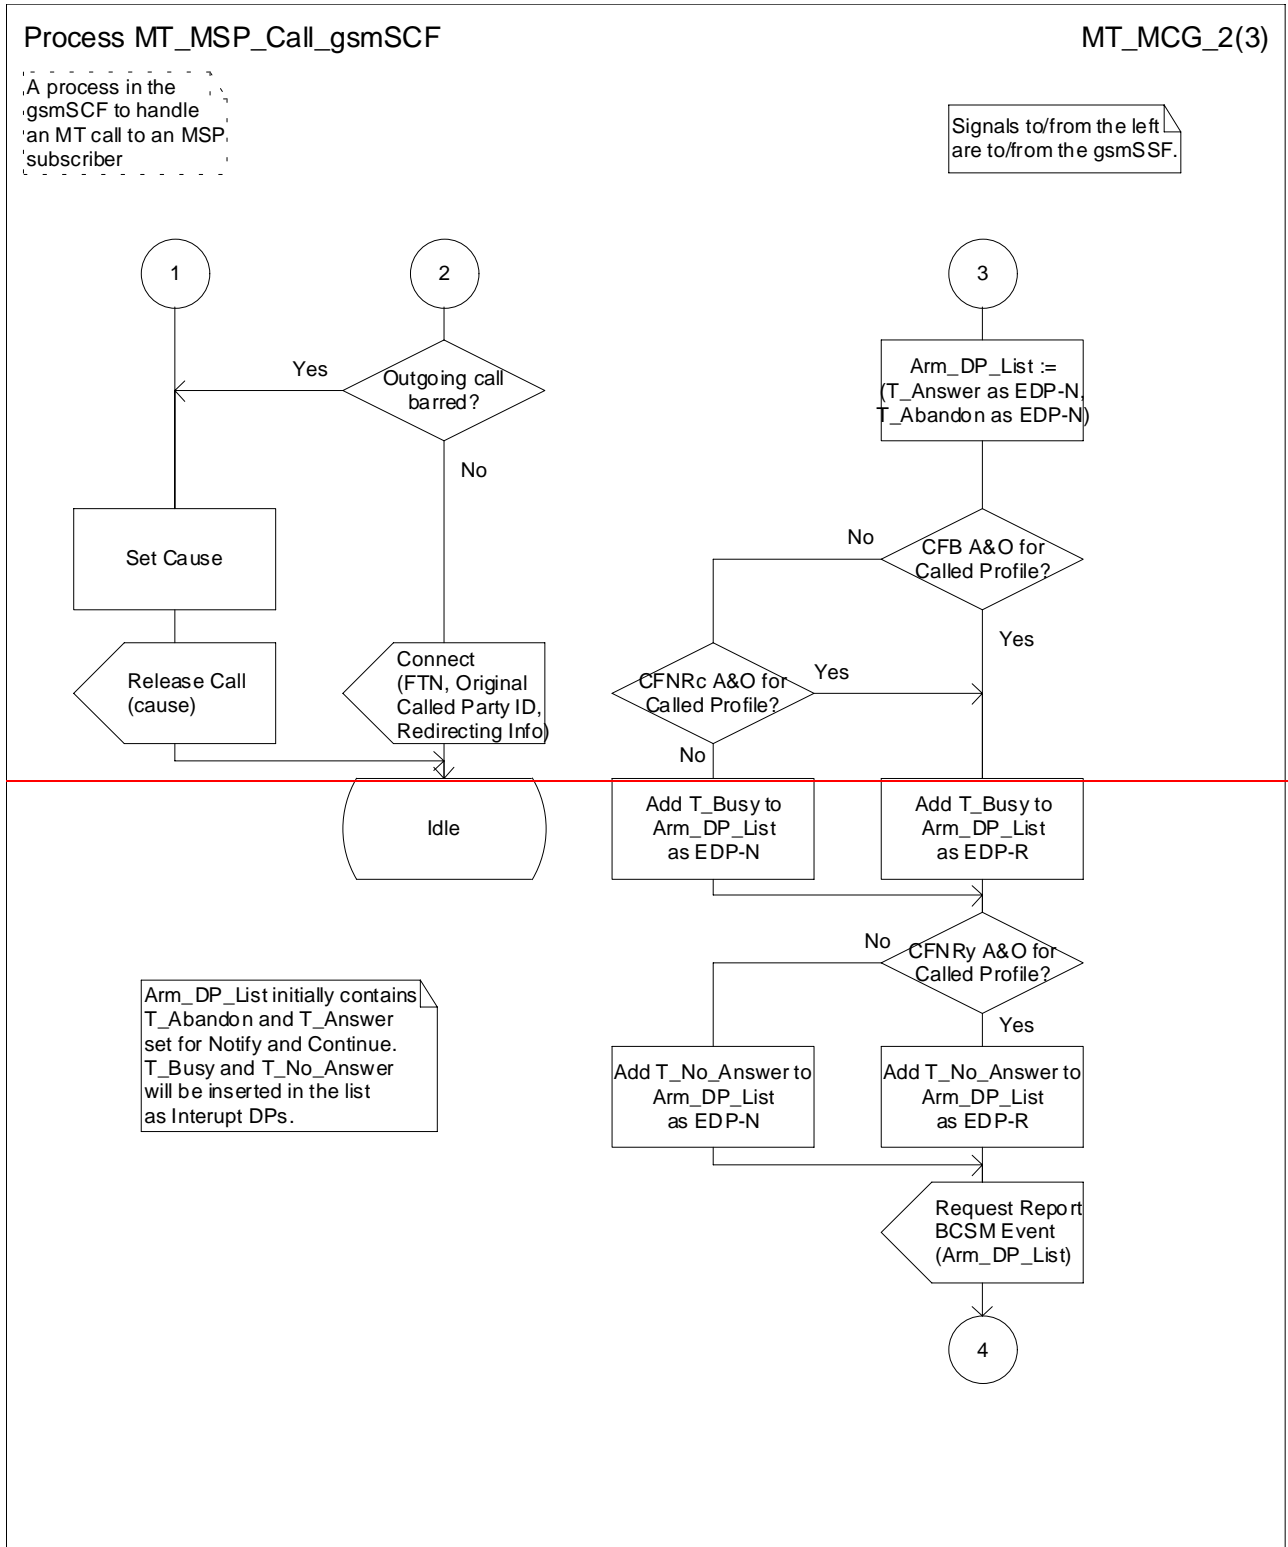 Process MT_MSP_Call_gsmSCF
MT_MCG_2(3)
A process in the
gsmSCF to handle
an MT call to an MSP
subscriber
Signals to/from the left
are to/from the gsmSSF.
1
2
3
Yes
Outgoing call
barred?
No
Arm_DP_List :=
(T_Answer as EDP-N,
T_Abandon as EDP-N)
Set Cause
No
CFB A&O for
Called Profile?
Yes
Release Call
(cause)
Connect
(FTN, Original
Called Party ID,
Redirecting Info)
CFNRc A&O for
Called Profile?
Yes
No
Idle
Add T_Busy to
Arm_DP_List
as EDP-N
Add T_Busy to
Arm_DP_List
as EDP-R
No
CFNRy A&O for
Called Profile?
Yes
Arm_DP_List initially contains
T_Abandon and T_Answer
set for Notify and Continue.
T_Busy and T_No_Answer
will be inserted in the list
as Interupt DPs.
Add T_No_Answer to
Arm_DP_List
as EDP-N
Add T_No_Answer to
Arm_DP_List
as EDP-R
Request Report
BCSM Event
(Arm_DP_List)
4